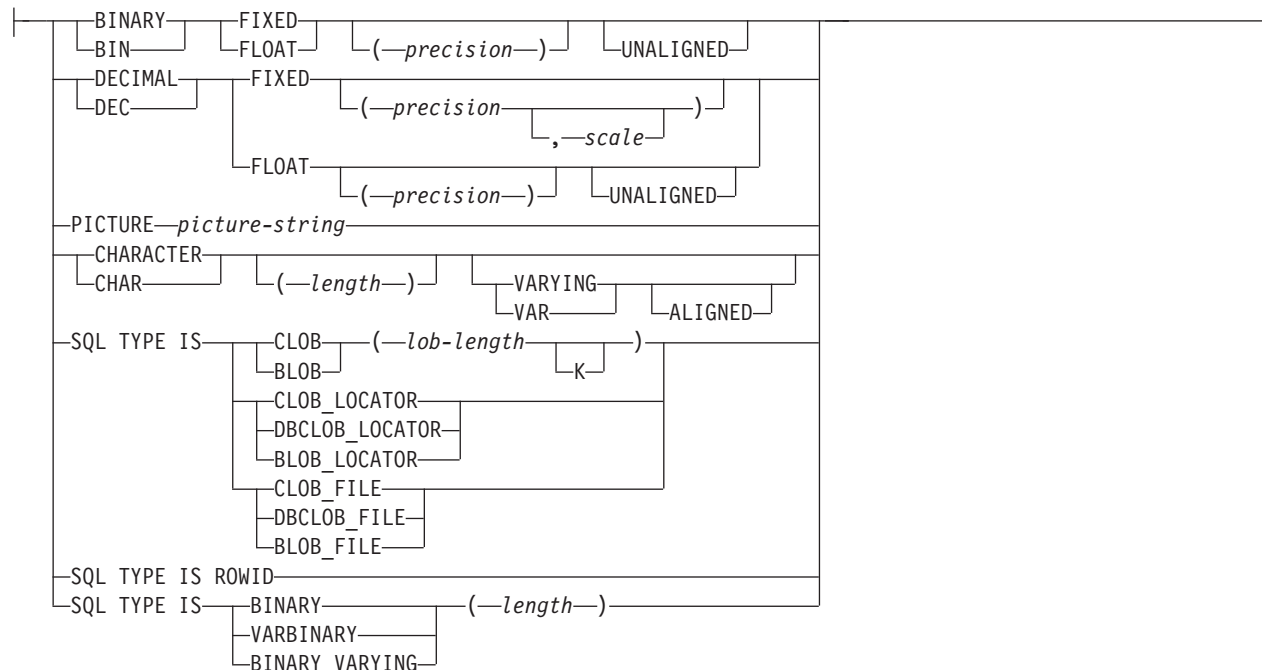 BINARY FIXED
BIN FLOAT ( precision ) UNALIGNED
DECIMAL FIXED
DEC ( precision )
, scale
FLOAT
( precision ) UNALIGNED
PICTURE picture-string
CHARACTER
CHAR ( length ) VARYING
VAR ALIGNED
SQL TYPE IS CLOB ( lob-length )
BLOB K
CLOB_LOCATOR
DBCLOB_LOCATOR
BLOB_LOCATOR
CLOB_FILE
DBCLOB_FILE
BLOB_FILE
SQL TYPE IS ROWID
SQL TYPE IS BINARY ( length )
VARBINARY
BINARY VARYING